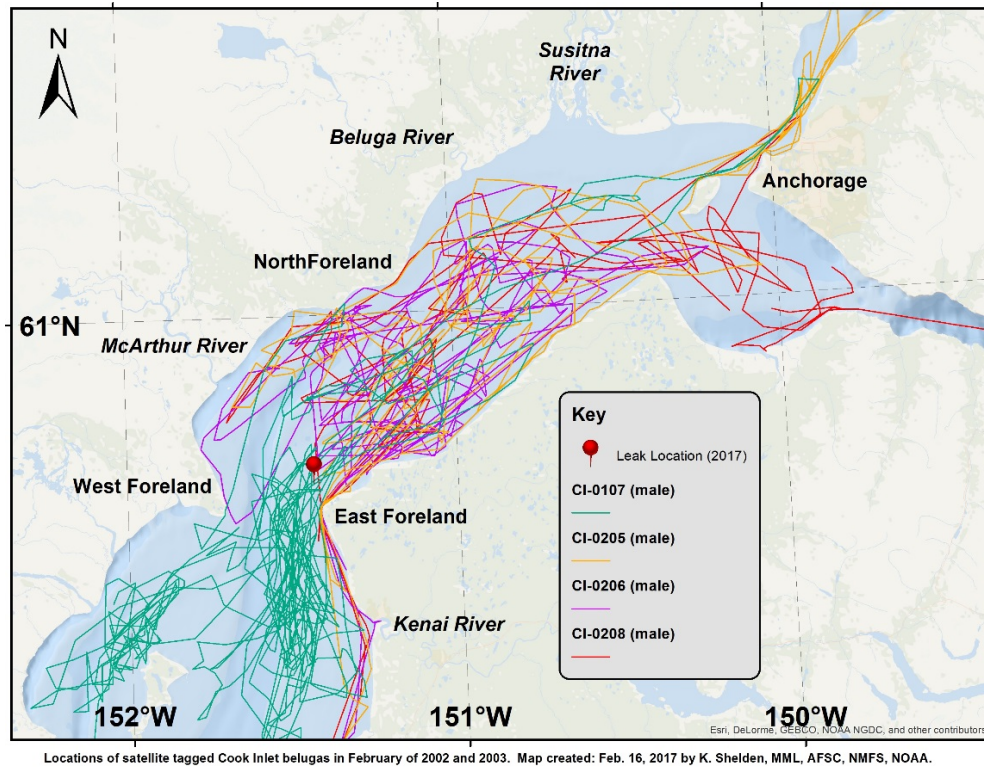 N
Susitna
River
Beluga River
Anchorage
NorthForeland
61°N
McArthur River
Key
Leak Location (2017)
West Foreland
CI-0107 (male)
East Foreland
CI-0205 (male)
CI-0206 (male)
Kenai River
CI-0208 (male)
152°W
151°W
150°W
Esri, DeLorme, GEBCO, NOAA NGDC, and other contributors
Locations of satellite tagged Cook Inlet belugas in February of 2002 and 2003. Map created: Feb. 16, 2017 by K. Shelden, MML, AFSC, NMFS, NOAA.